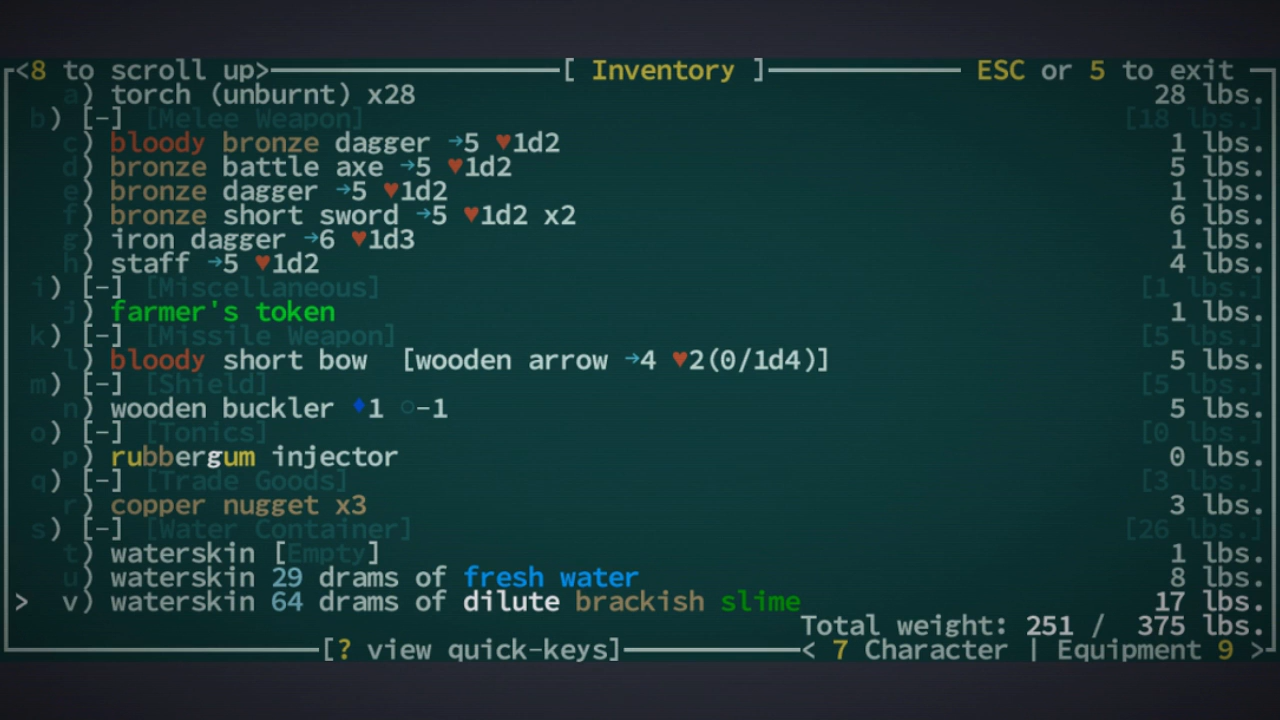 <8 to scroll up> [ Inventory ] ESC or 5 to exit
a) torch (unburnt) x28 28 lbs.
b) [-] [Melee Weapon] [18 lbs.]
c) bloody bronze dagger →5 ♥1d2 1 lbs.
d) bronze battle axe →5 ♥1d2 5 lbs.
e) bronze dagger →5 ♥1d2 1 lbs.
f) bronze short sword →5 ♥1d2 x2 6 lbs.
g) iron dagger →6 ♥1d3 1 lbs.
h) staff →5 ♥1d2 4 lbs.
i) [-] [Miscellaneous] [1 lbs.]
j) farmer's token 1 lbs.
k) [-] [Missile Weapon] [5 lbs.]
l) bloody short bow [wooden arrow →4 ♥2(0/1d4)] 5 lbs.
m) [-] [Shield] [5 lbs.]
n) wooden buckler ♦1 ○-1 5 lbs.
o) [-] [Tonics] [0 lbs.]
p) rubbergum injector 0 lbs.
q) [-] [Trade Goods] [3 lbs.]
r) copper nugget x3 3 lbs.
s) [-] [Water Container] [26 lbs.]
t) waterskin [Empty] 1 lbs.
u) waterskin 29 drams of fresh water 8 lbs.
> v) waterskin 64 drams of dilute brackish slime 17 lbs.
Total weight: 251 / 375 lbs.
[? view quick-keys] < 7 Character | Equipment 9 >